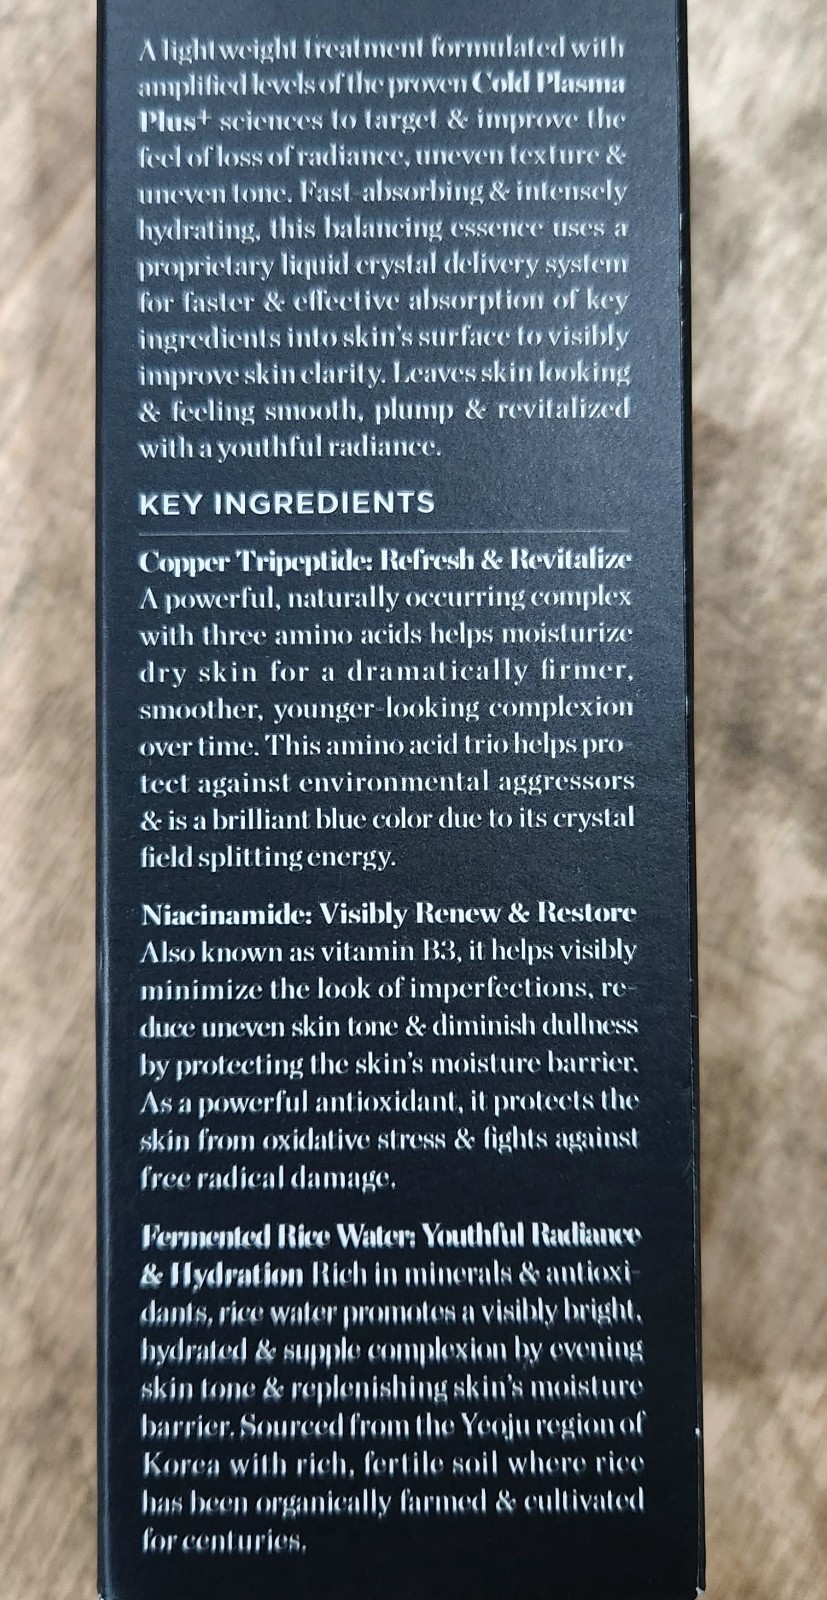 A lightweight treatment formulated with
amplified levels of the proven Cold Plasma
Plus+ sciences to target & improve the
feel of loss of radiance, uneven texture &
uneven tone. Fast-absorbing & intensely
hydrating, this balancing essence uses a
proprietary liquid crystal delivery system
for faster & effective absorption of key
ingredients into skin's surface to visibly
improve skin clarity. Leaves skin looking
& feeling smooth, plump & revitalized
with a youthful radiance.
KEY INGREDIENTS
Copper Tripeptide: Refresh & Revitalize
A powerful, naturally occurring complex
with three amino acids helps moisturize
dry skin for a dramatically firmer,
smoother, younger-looking complexion
over time. This amino acid trio helps pro-
tect against environmental aggressors
& is a brilliant blue color due to its crystal
field splitting energy.
Niacinamide: Visibly Renew & Restore
Also known as vitamin B3, it helps visibly
minimize the look of imperfections, re-
duce uneven skin tone & diminish dullness
by protecting the skin's moisture barrier.
As a powerful antioxidant, it protects the
skin from oxidative stress & fights against
free radical damage.
Fermented Rice Water: Youthful Radiance
& Hydration Rich in minerals & antioxi-
dants, rice water promotes a visibly bright,
hydrated & supple complexion by evening
skin tone & replenishing skin's moisture
barrier. Sourced from the Yeoju region of
Korea with rich, fertile soil where rice
has been organically farmed & cultivated
for centuries.